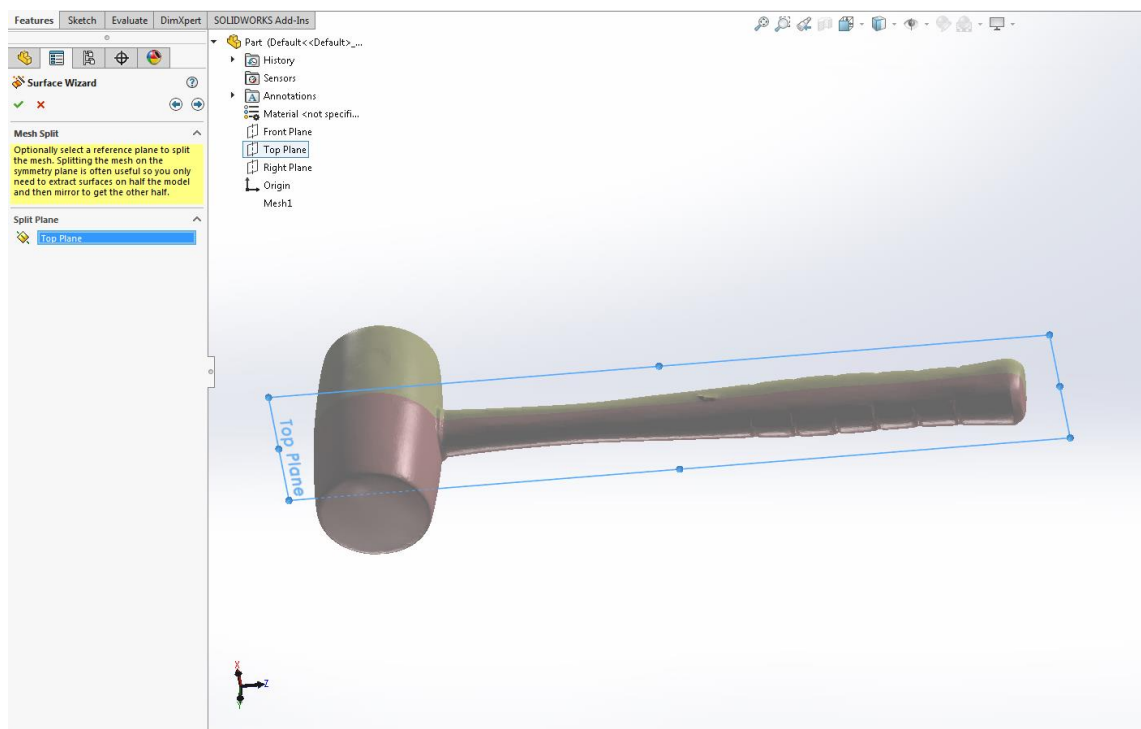 Features Sketch Evaluate DimXpert SOLIDWORKS Add-Ins
Surface Wizard
Mesh Split
Optionally select a reference plane to split
the mesh. Splitting the mesh on the
symmetry plane is often useful so you only
need to extract surfaces on half the model
and then mirror to get the other half.
Split Plane
Top Plane
Part (Default<<Default>_...
History
Sensors
Annotations
Material <not specifi...
Front Plane
Top Plane
Right Plane
Origin
Mesh1
Top Plane
X
Z
Y